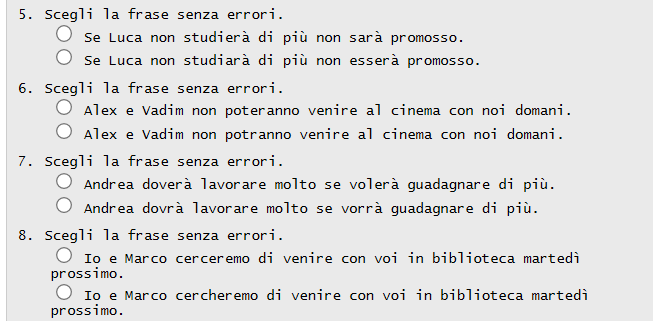 5. Scegli la frase senza errori.
Se Luca non studierà di più non sarà promosso.
Se Luca non studiarà di più non esserà promosso.
6. Scegli la frase senza errori.
Alex e Vadim non poteranno venire al cinema con noi domani.
Alex e Vadim non potranno venire al cinema con noi domani.
7. Scegli la frase senza errori.
Andrea doverà lavorare molto se volerà guadagnare di più.
Andrea dovrà lavorare molto se vorrà guadagnare di più.
8. Scegli la frase senza errori.
Io e Marco cerceremo di venire con voi in biblioteca martedì
prossimo.
Io e Marco cercheremo di venire con voi in biblioteca martedì
prossimo.